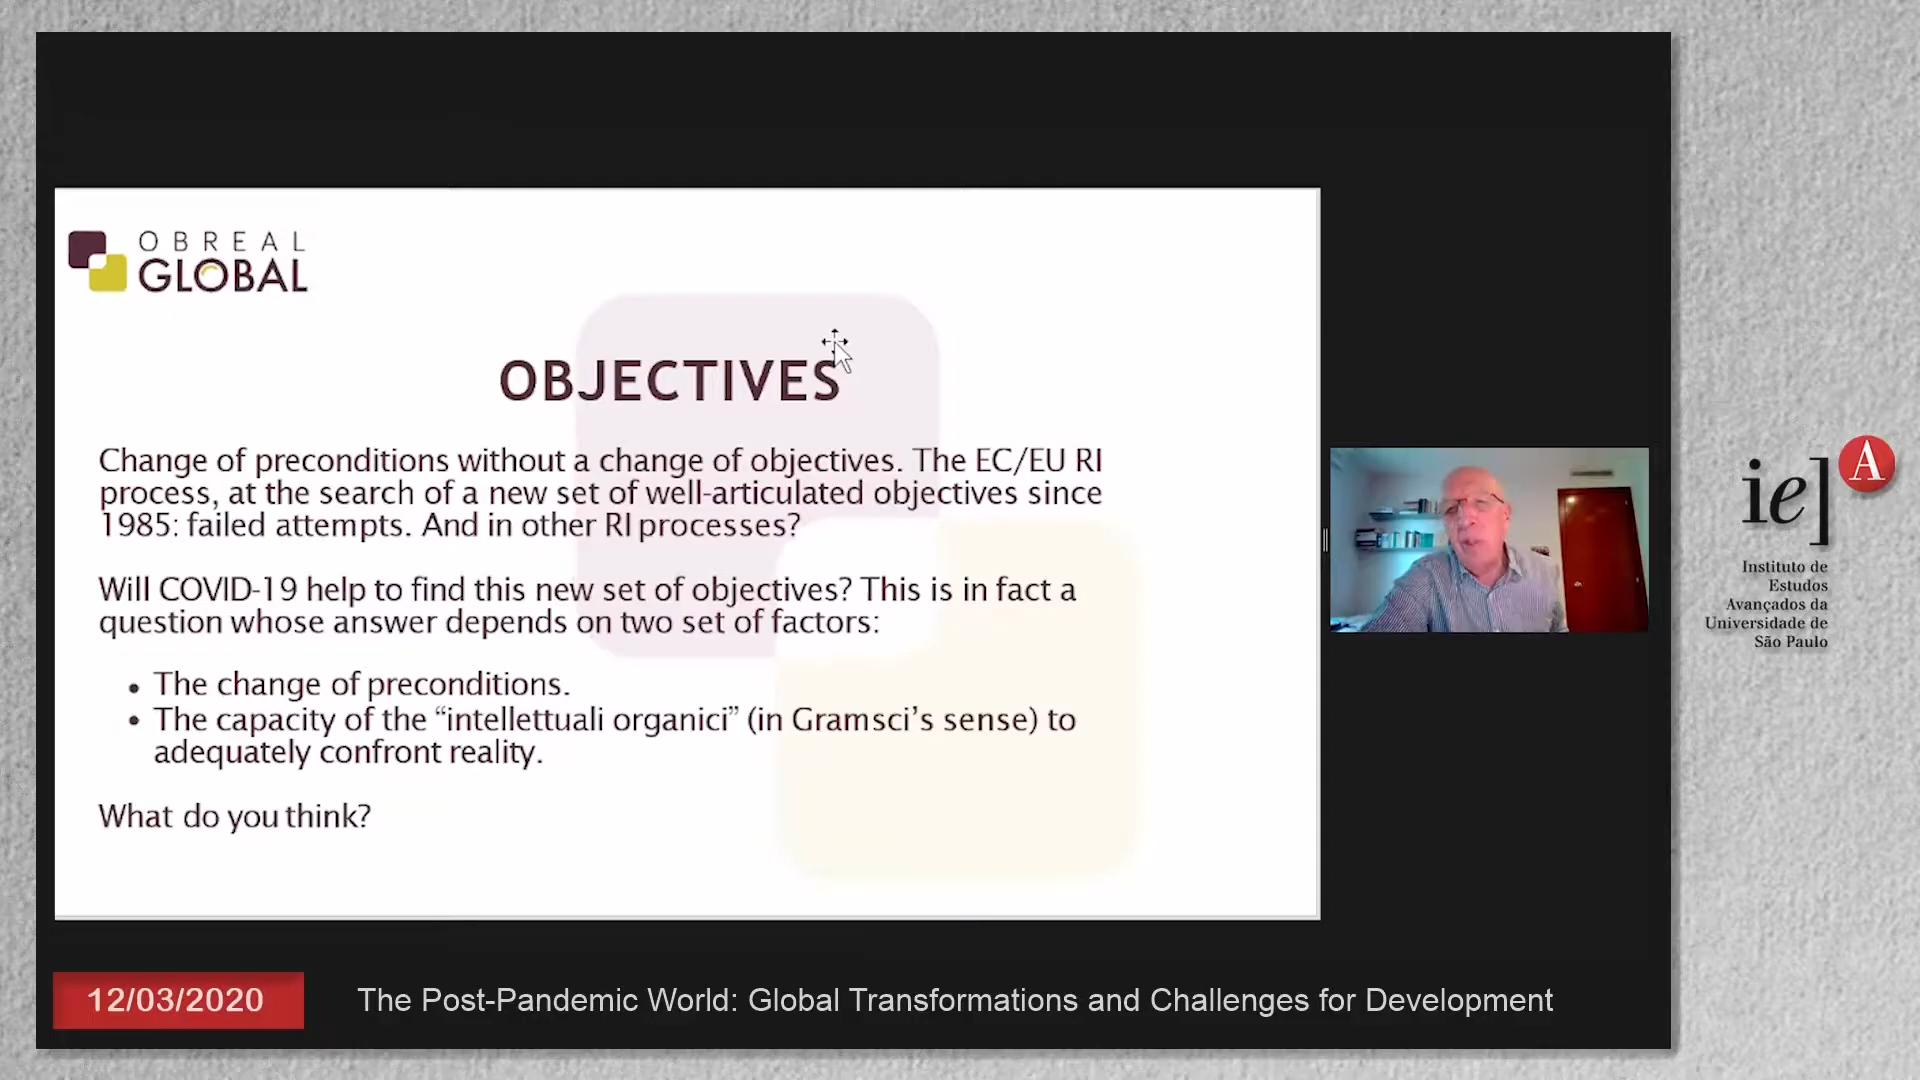 OBREAL
GLOBAL
OBJECTIVES
Change of preconditions without a change of objectives. The EC/EU RI
process, at the search of a new set of well-articulated objectives since
1985: failed attempts. And in other RI processes?
Will COVID-19 help to find this new set of objectives? This is in fact a
question whose answer depends on two set of factors:
• The change of preconditions.
• The capacity of the “intellettuali organici” (in Gramsci’s sense) to
adequately confront reality.
What do you think?
ie] A
Instituto de
Estudos
Avançados da
Universidade de
São Paulo
12/03/2020
The Post-Pandemic World: Global Transformations and Challenges for Development